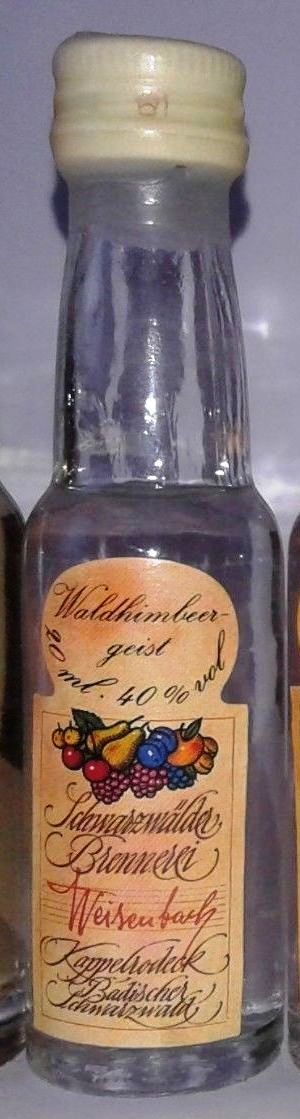 Waldhimbeer-
geist
20 ml. 40% vol
Schwarzwälder
Brennerei
Weisenbach
Kappelrodeck
Badischer
Schwarzwald